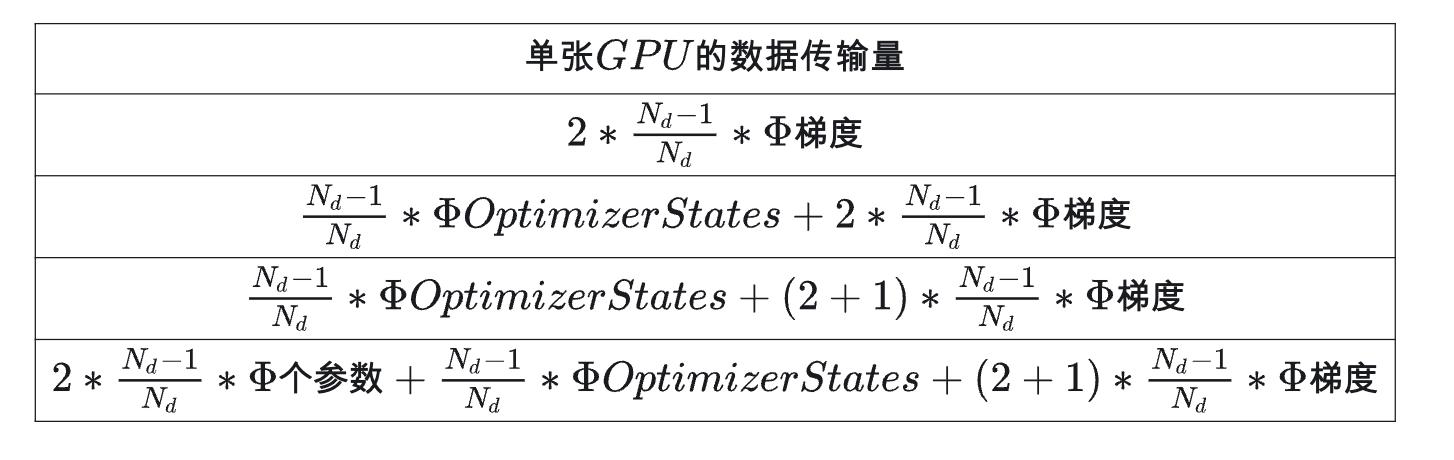 单张$GPU$的数据传输量
$2 * \frac{N_d-1}{N_d} * \Phi$梯度
$\frac{N_d-1}{N_d} * \Phi OptimizerStates + 2 * \frac{N_d-1}{N_d} * \Phi$梯度
$\frac{N_d-1}{N_d} * \Phi OptimizerStates + (2 + 1) * \frac{N_d-1}{N_d} * \Phi$梯度
$2 * \frac{N_d-1}{N_d} * \Phi$个参数$ + \frac{N_d-1}{N_d} * \Phi OptimizerStates + (2 + 1) * \frac{N_d-1}{N_d} * \Phi$梯度